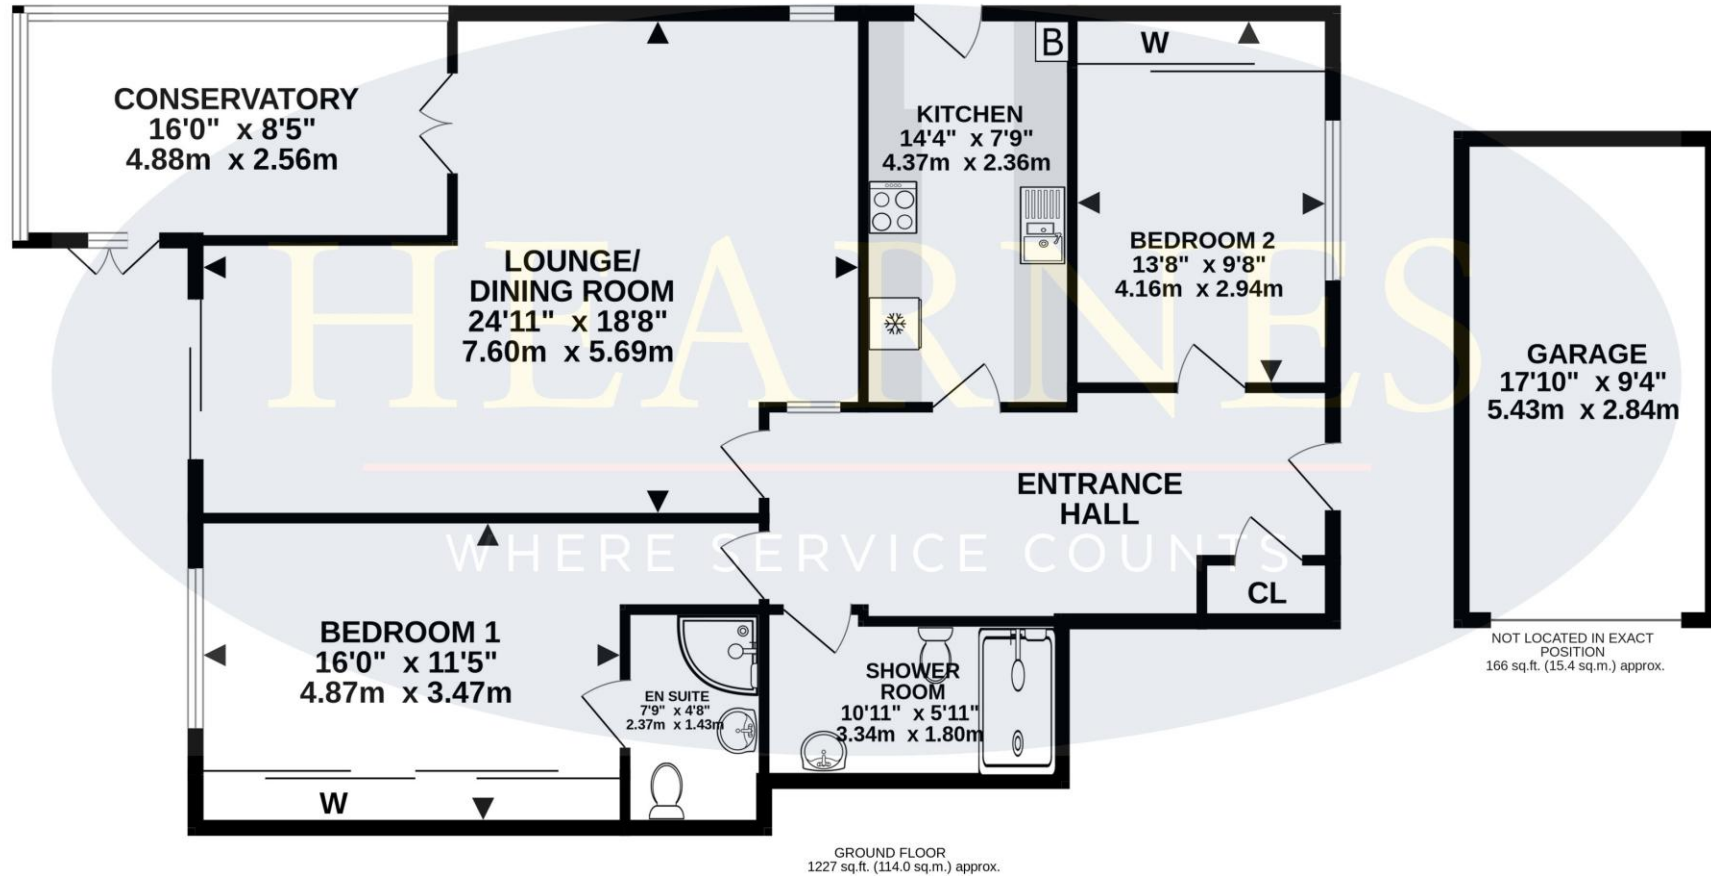 CONSERVATORY
16'0" x 8'5"
4.88m x 2.56m
LOUNGE/
DINING ROOM
24'11" x 18'8"
7.60m x 5.69m
KITCHEN
14'4" x 7'9"
4.37m x 2.36m
B
W
BEDROOM 2
13'8" x 9'8"
4.16m x 2.94m
GARAGE
17'10" x 9'4"
5.43m x 2.84m
NOT LOCATED IN EXACT
POSITION
166 sq.ft. (15.4 sq.m.) approx.
HEARNES
WHERE SERVICE COUNTS
ENTRANCE
HALL
CL
BEDROOM 1
16'0" x 11'5"
4.87m x 3.47m
W
EN SUITE
7'9" x 4'8"
2.37m x 1.43m
SHOWER
ROOM
10'11" x 5'11"
3.34m x 1.80m
GROUND FLOOR
1227 sq.ft. (114.0 sq.m.) approx.